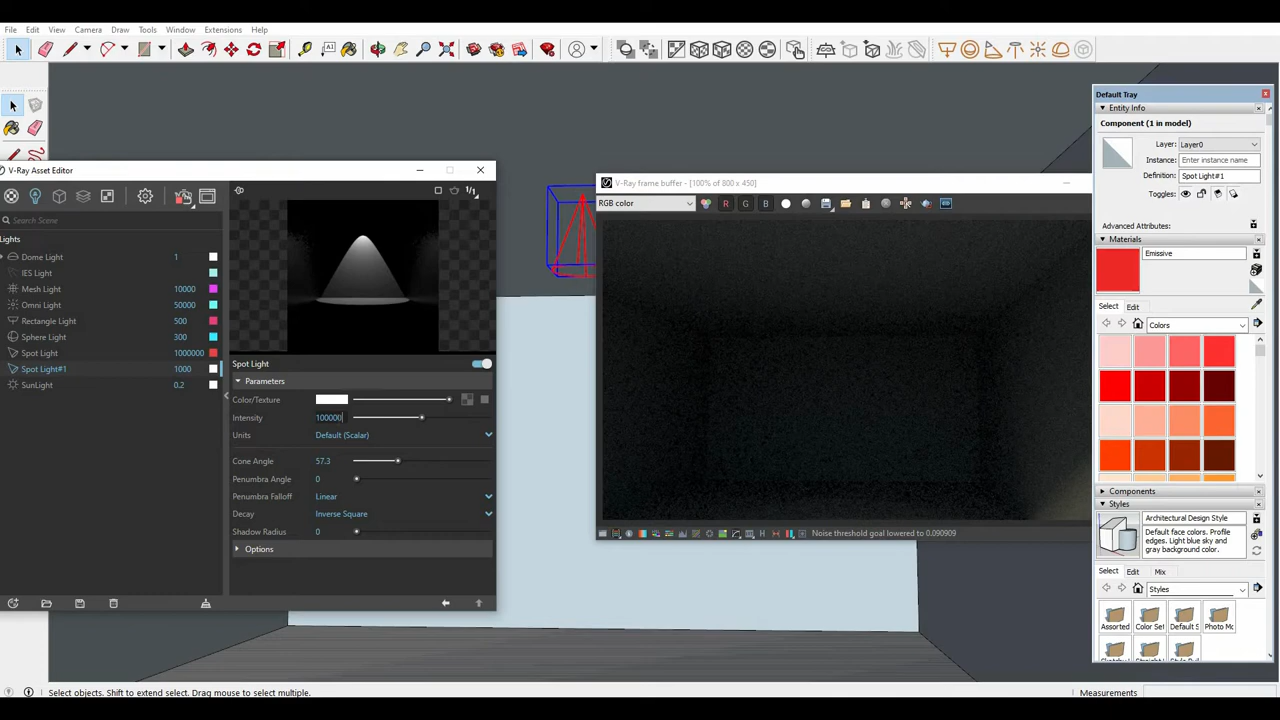 File Edit View Camera Draw Tools Window Extensions Help
V-Ray Asset Editor
1/1
Search Scene
Lights
Dome Light 1
IES Light
Mesh Light 10000
Omni Light 50000
Rectangle Light 500
Sphere Light 300
Spot Light 1000000
Spot Light#1 1000
SunLight 0.2
Spot Light
Parameters
Color/Texture
Intensity 100000
Units Default (Scalar)
Cone Angle 57.3
Penumbra Angle 0
Penumbra Falloff Linear
Decay Inverse Square
Shadow Radius 0
Options
V-Ray frame buffer - [100% of 800 x 450]
RGB color R G B
H Noise threshold goal lowered to 0.090909
Default Tray
Entity Info
Component (1 in model)
Layer: Layer0
Instance: Enter instance name
Definition: Spot Light#1
Toggles:
Advanced Attributes:
Materials
Emissive
Select Edit
Colors
Components
Styles
Architectural Design Style
Default face colors. Profile
edges. Light blue sky and
gray background color.
Select Edit Mix
Styles
Assorted Color Set Default S Photo Mo
Select objects. Shift to extend select. Drag mouse to select multiple.
Measurements